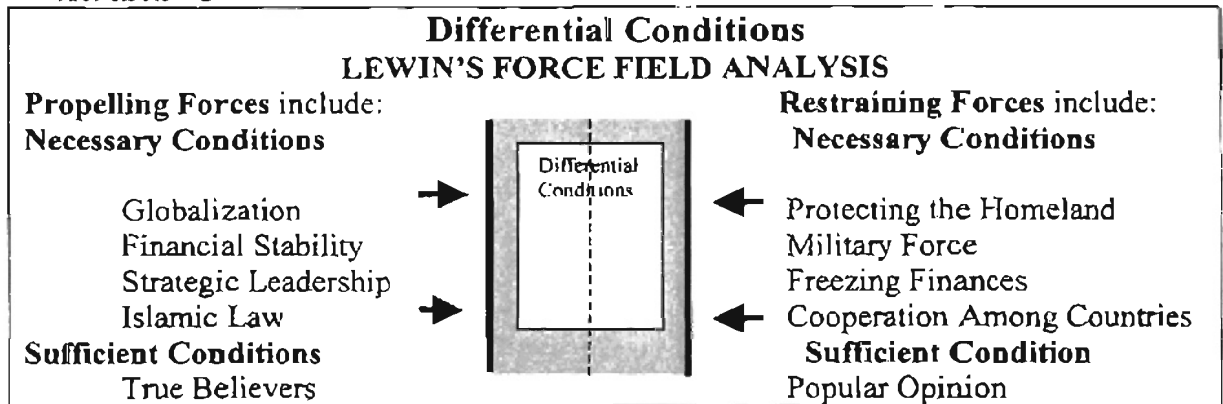 Differential Conditions
LEWIN'S FORCE FIELD ANALYSIS
Propelling Forces include:
Necessary Conditions
Globalization
Financial Stability
Strategic Leadership
Islamic Law
Sufficient Conditions
True Believers
Differential
Conditions
Restraining Forces include:
Necessary Conditions
Protecting the Homeland
Military Force
Freezing Finances
Cooperation Among Countries
Sufficient Condition
Popular Opinion